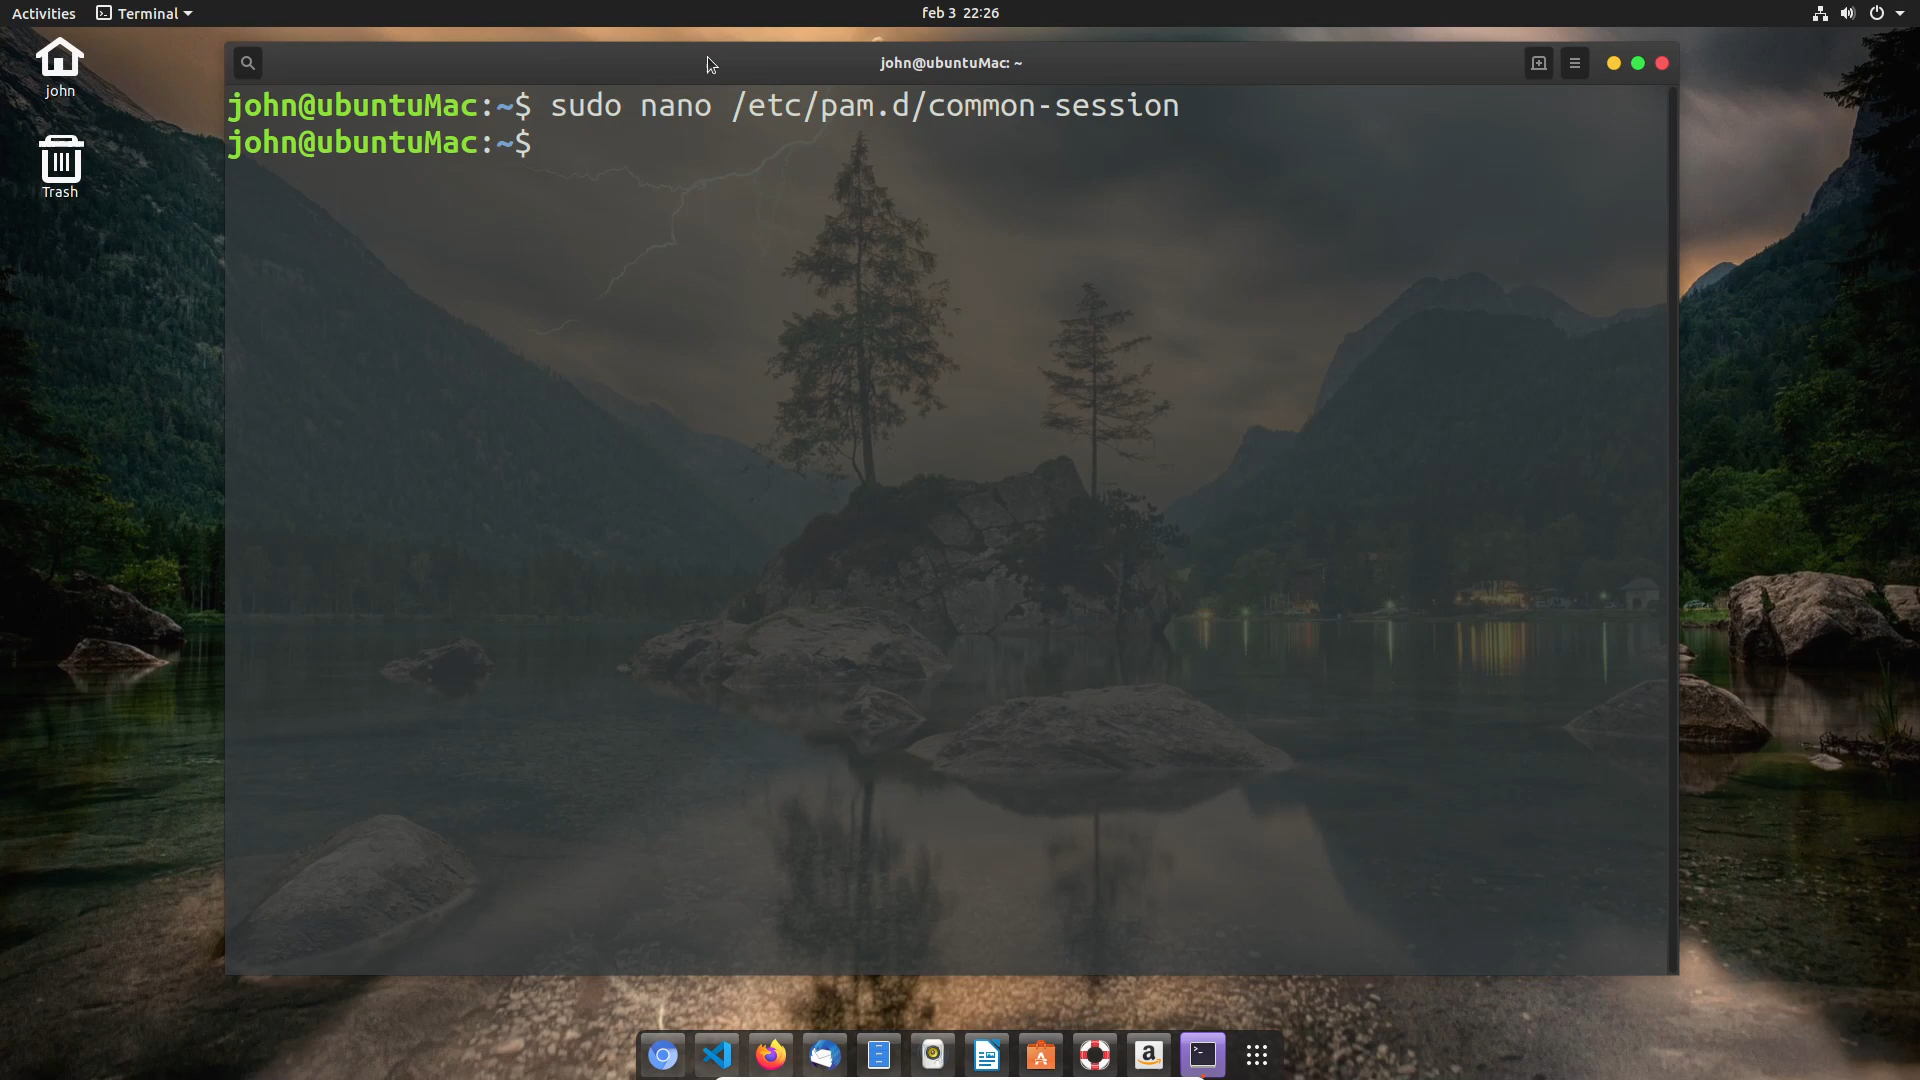 Activities Terminal feb 3 22:26
john@ubuntuMac: ~
john
Trash
john@ubuntuMac:~$ sudo nano /etc/pam.d/common-session
john@ubuntuMac:~$